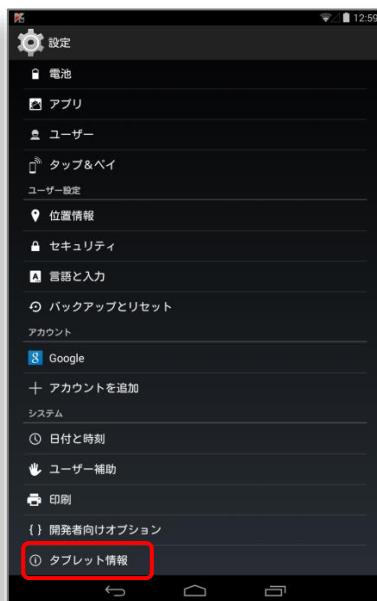 12:59
設定
電池
アプリ
ユーザー
タップ&ペイ
ユーザー設定
位置情報
セキュリティ
A 言語と入力
バックアップとリセット
アカウント
8 Google
アカウントを追加
システム
日付と時刻
ユーザー補助
印刷
{ } 開発者向けオプション
タブレット情報